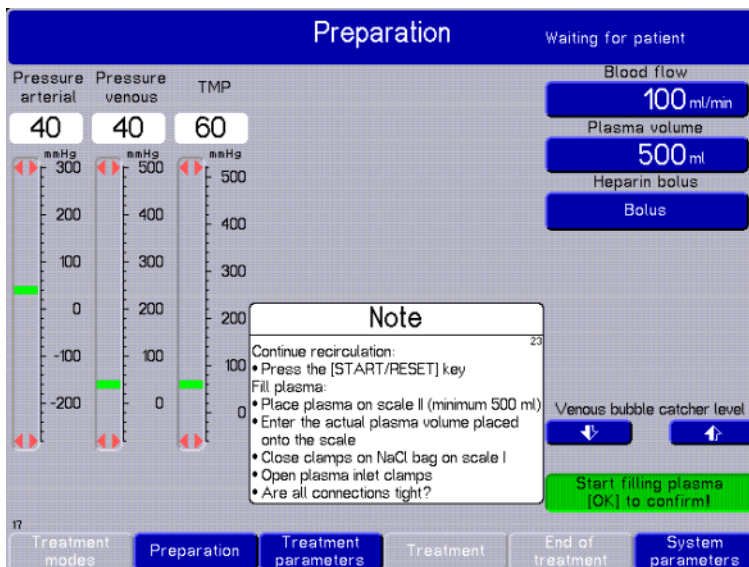 Preparation
Waiting for patient
Pressure arterial
Pressure venous
TMP
40
40
60
mmHg
mmHg
mmHg
300
200
100
0
-100
-200
500
400
300
200
100
0
500
400
300
200
100
0
Blood flow
100 ml/min
Plasma volume
500 ml
Heparin bolus
Bolus
Note
23
Continue recirculation:
• Press the [START/RESET] key
Fill plasma:
• Place plasma on scale II (minimum 500 ml)
• Enter the actual plasma volume placed
onto the scale
• Close clamps on NaCl bag on scale I
• Open plasma inlet clamps
• Are all connections tight?
Venous bubble catcher level
Start filling plasma
[OK] to confirm!
17
Treatment
modes
Preparation
Treatment
parameters
Treatment
End of
treatment
System
parameters